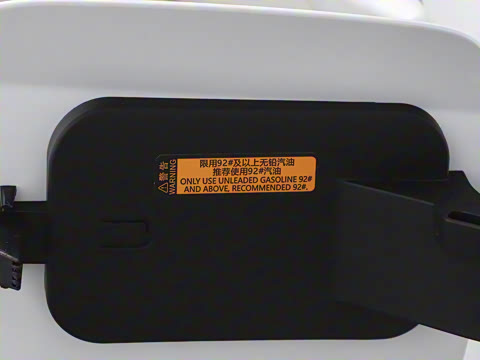 警告
WARNING
限用92#及以上无铅汽油
推荐使用92#汽油
ONLY USE UNLEADED GASOLINE 92#
AND ABOVE, RECOMMENDED 92#.